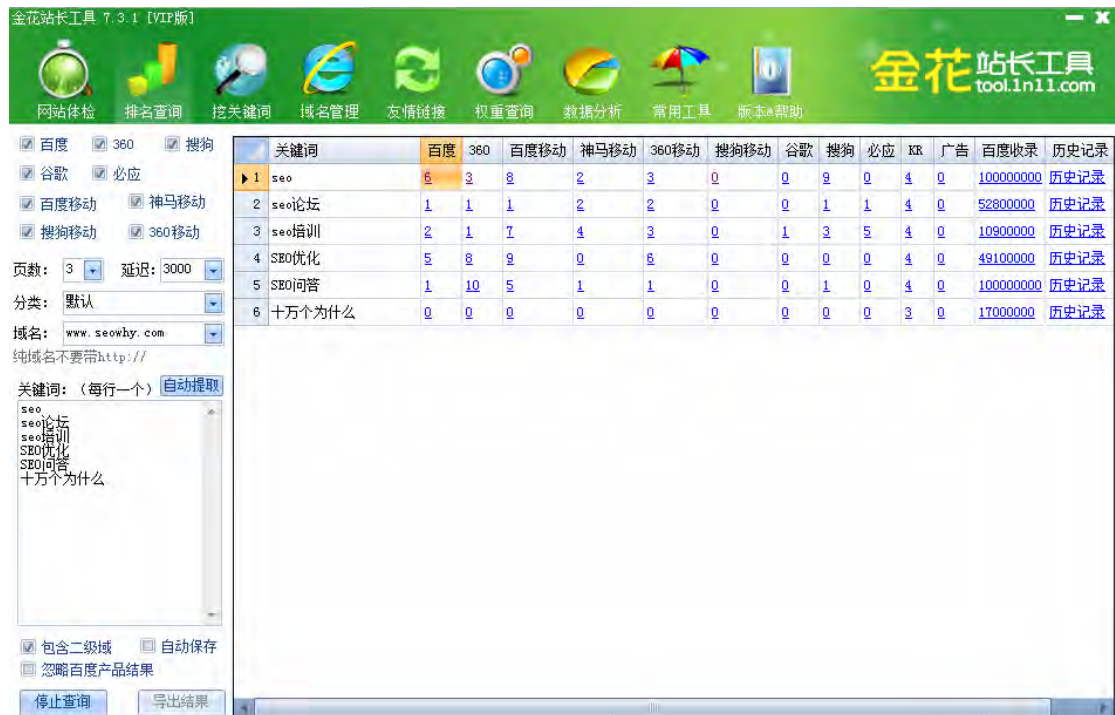 金花站长工具 7.3.1 [VIP版]
网站体检 排名查询 挖关键词 域名管理 友情链接 权重查询 数据分析 常用工具 版本&帮助
金花站长工具
tool.1n11.com
百度 360 搜狗
谷歌 必应
百度移动 神马移动
搜狗移动 360移动
页数: 3 延迟: 3000
分类: 默认
域名: www.seowhy.com
纯域名不要带http://
关键词: (每行一个) 自动提取
seo
seo论坛
seo培训
SEO优化
SEO问答
十万个为什么
包含二级域 自动保存
忽略百度产品结果
停止查询 导出结果
关键词 百度 360 百度移动 神马移动 360移动 搜狗移动 谷歌 搜狗 必应 KR 广告 百度收录 历史记录
1 seo 6 3 8 2 3 0 0 9 0 4 0 100000000 历史记录
2 seo论坛 1 1 1 2 2 0 0 1 1 4 0 52800000 历史记录
3 seo培训 2 1 7 4 3 0 1 3 5 4 0 10900000 历史记录
4 SEO优化 5 8 9 0 6 0 0 0 0 4 0 49100000 历史记录
5 SEO问答 1 10 5 1 1 0 0 1 0 4 0 100000000 历史记录
6 十万个为什么 0 0 0 0 0 0 0 0 0 3 0 17000000 历史记录